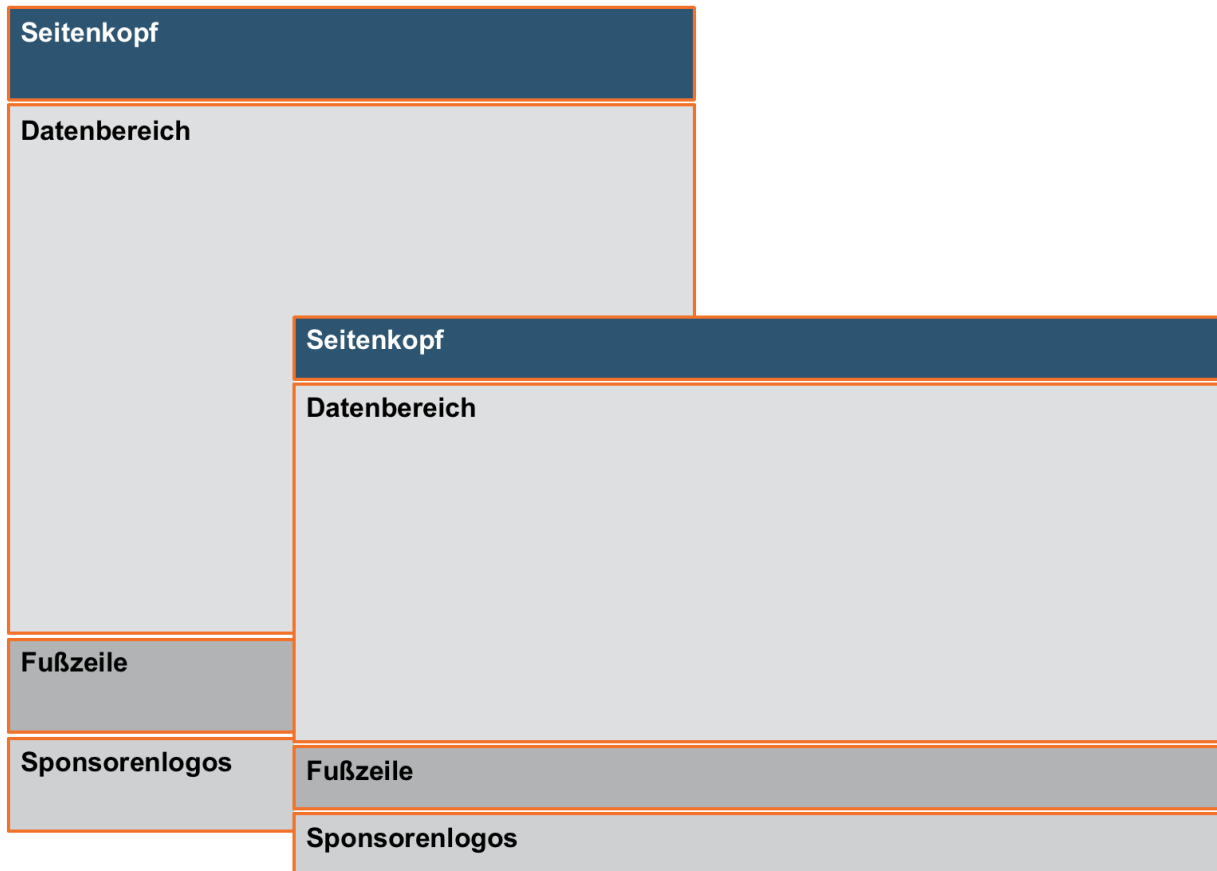 Seitenkopf
Datenbereich
Fußzeile
Sponsorenlogos
Seitenkopf
Datenbereich
Fußzeile
Sponsorenlogos